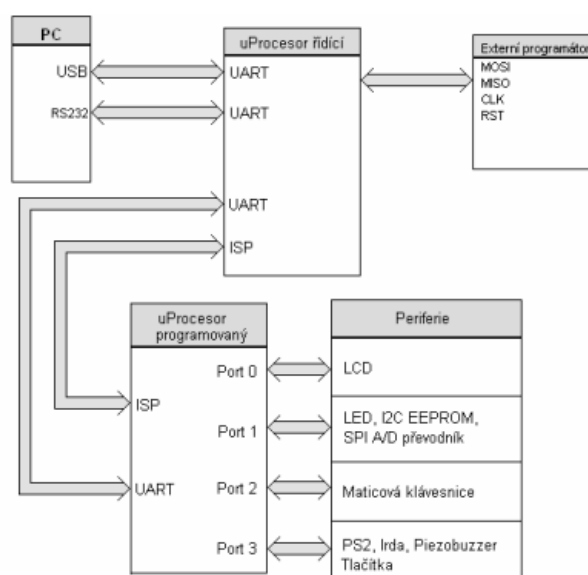 PC
USB
RS232
uProcesor řídící
UART
UART
UART
ISP
Externí programátor
MOSI
MISO
CLK
RST
uProcesor
programovaný
ISP
UART
Port 0
Port 1
Port 2
Port 3
Periferie
LCD
LED, I2C EEPROM,
SPI A/D převodník
Maticová klávesnice
PS2, Irda, Piezobuzzer
Tlačítka